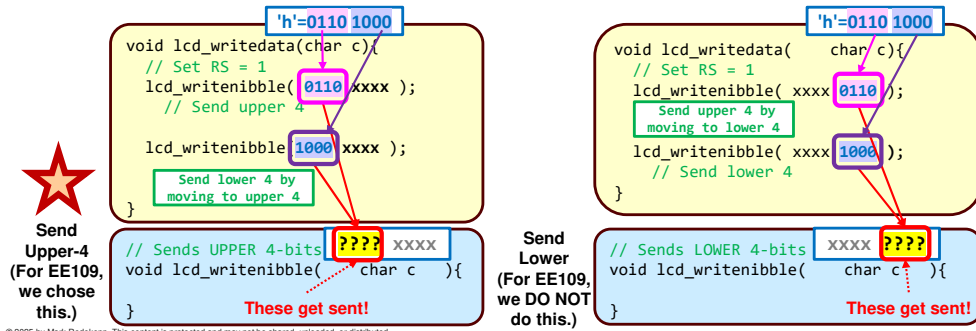 'h'=0110 1000
void lcd_writedata(char c){
// Set RS = 1
lcd_writenibble( 0110 xxxx );
// Send upper 4
lcd_writenibble( 1000 xxxx );
Send lower 4 by
moving to upper 4
}
Send
Upper-4
(For EE109,
we chose
this.)
// Sends UPPER 4-bits
???? xxxx
void lcd_writenibble( char c ){
}
These get sent!
'h'=0110 1000
void lcd_writedata( char c){
// Set RS = 1
lcd_writenibble( xxxx 0110 );
Send upper 4 by
moving to lower 4
lcd_writenibble( xxxx 1000 );
// Send lower 4
}
Send
Lower
(For EE109,
we DO NOT
do this.)
// Sends LOWER 4-bits
xxxx ????
void lcd_writenibble( char c ){
}
These get sent!